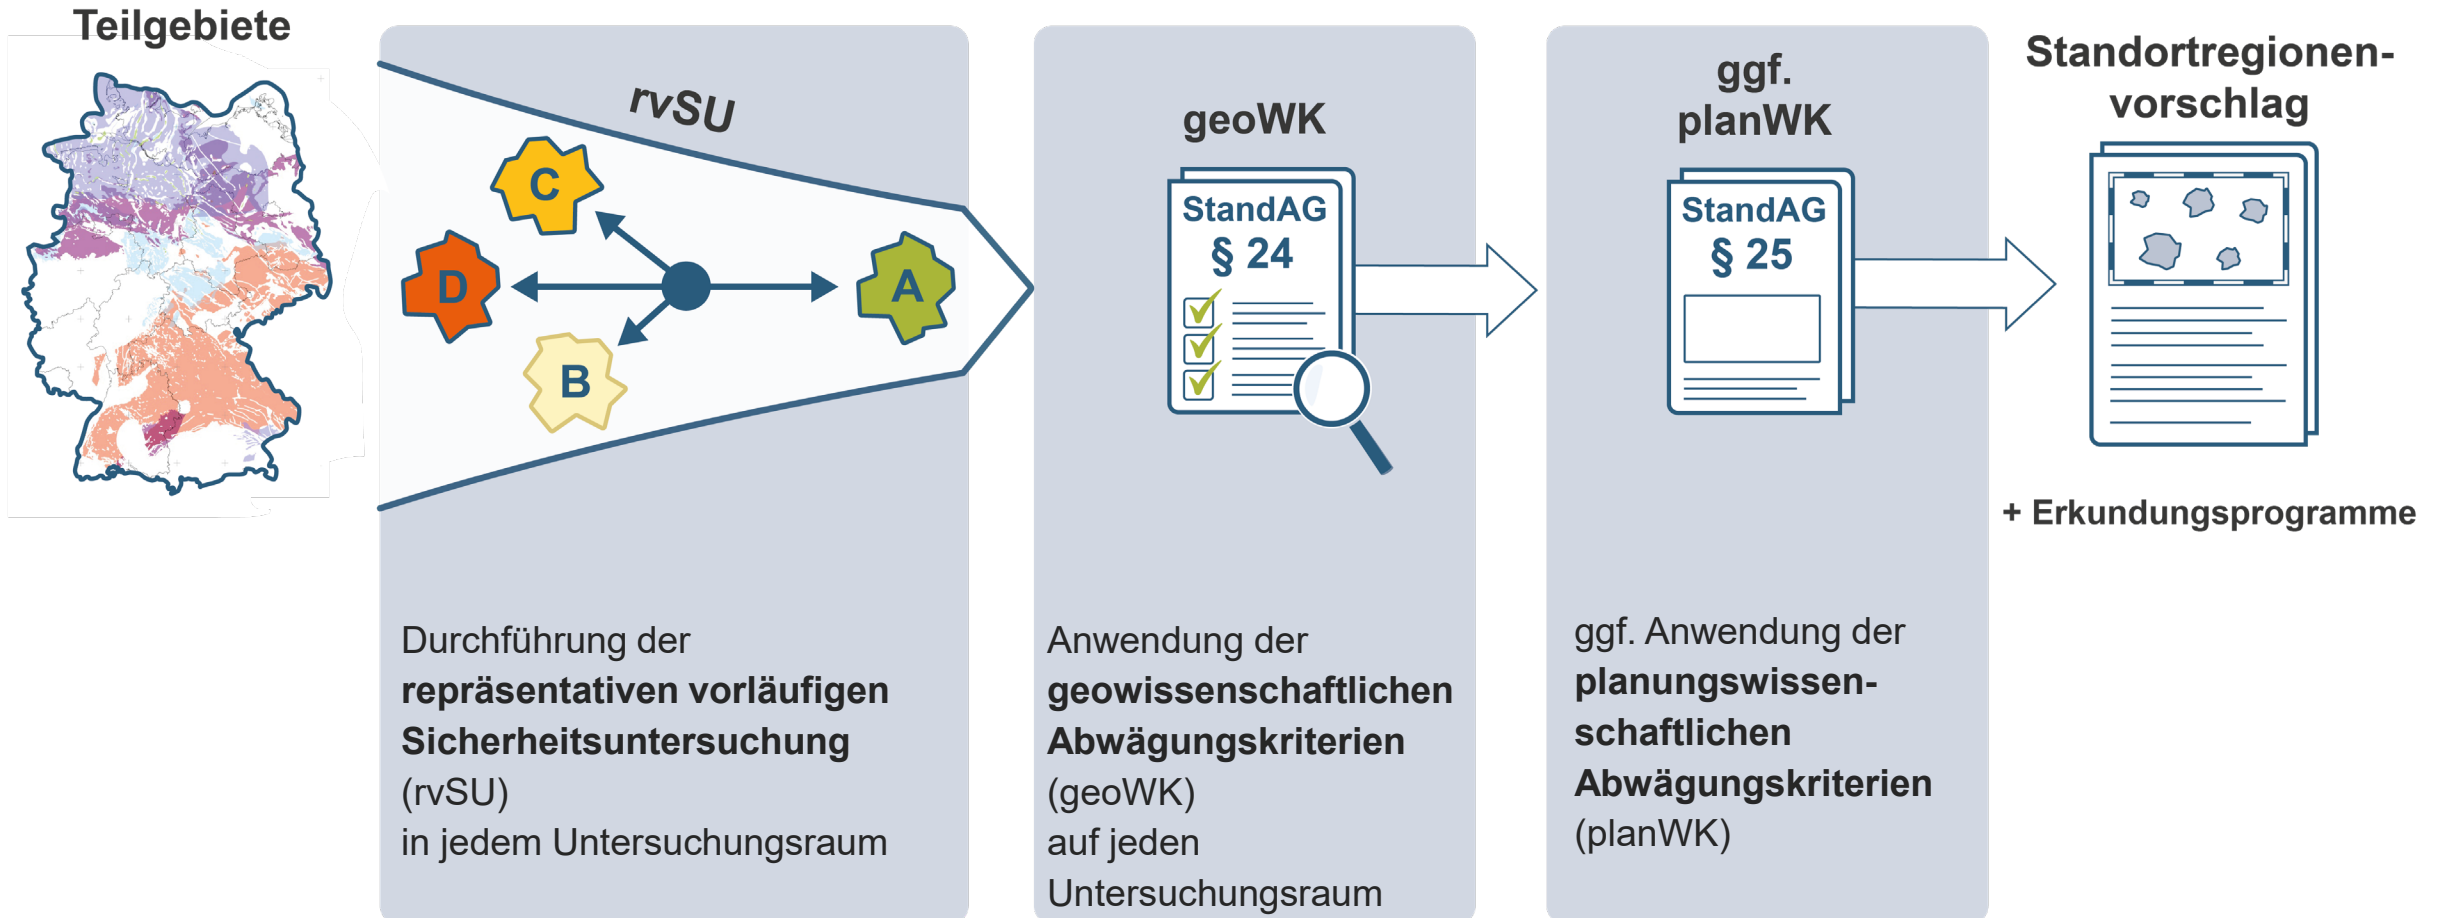 Teilgebiete
rvSU
C
D
A
B
Durchführung der
repräsentativen vorläufigen
Sicherheitsuntersuchung
(rvSU)
in jedem Untersuchungsraum
geoWK
StandAG
§ 24
Anwendung der
geowissenschaftlichen
Abwägungskriterien
(geoWK)
auf jeden
Untersuchungsraum
ggf.
planWK
StandAG
§ 25
ggf. Anwendung der
planungswissen-
schaftlichen
Abwägungskriterien
(planWK)
Standortregionen-
vorschlag
+ Erkundungsprogramme